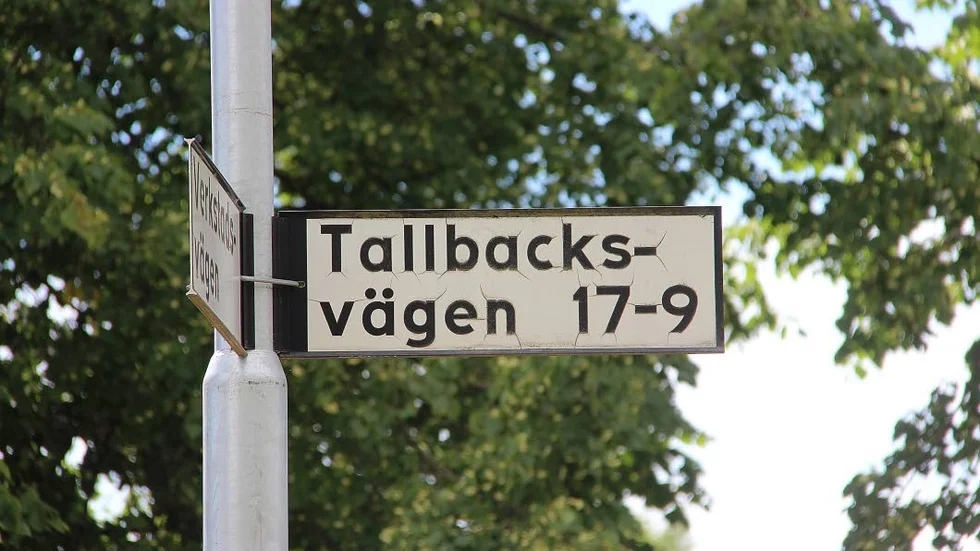 Verkstads-
vägen
Tallbacks-
vägen 17-9